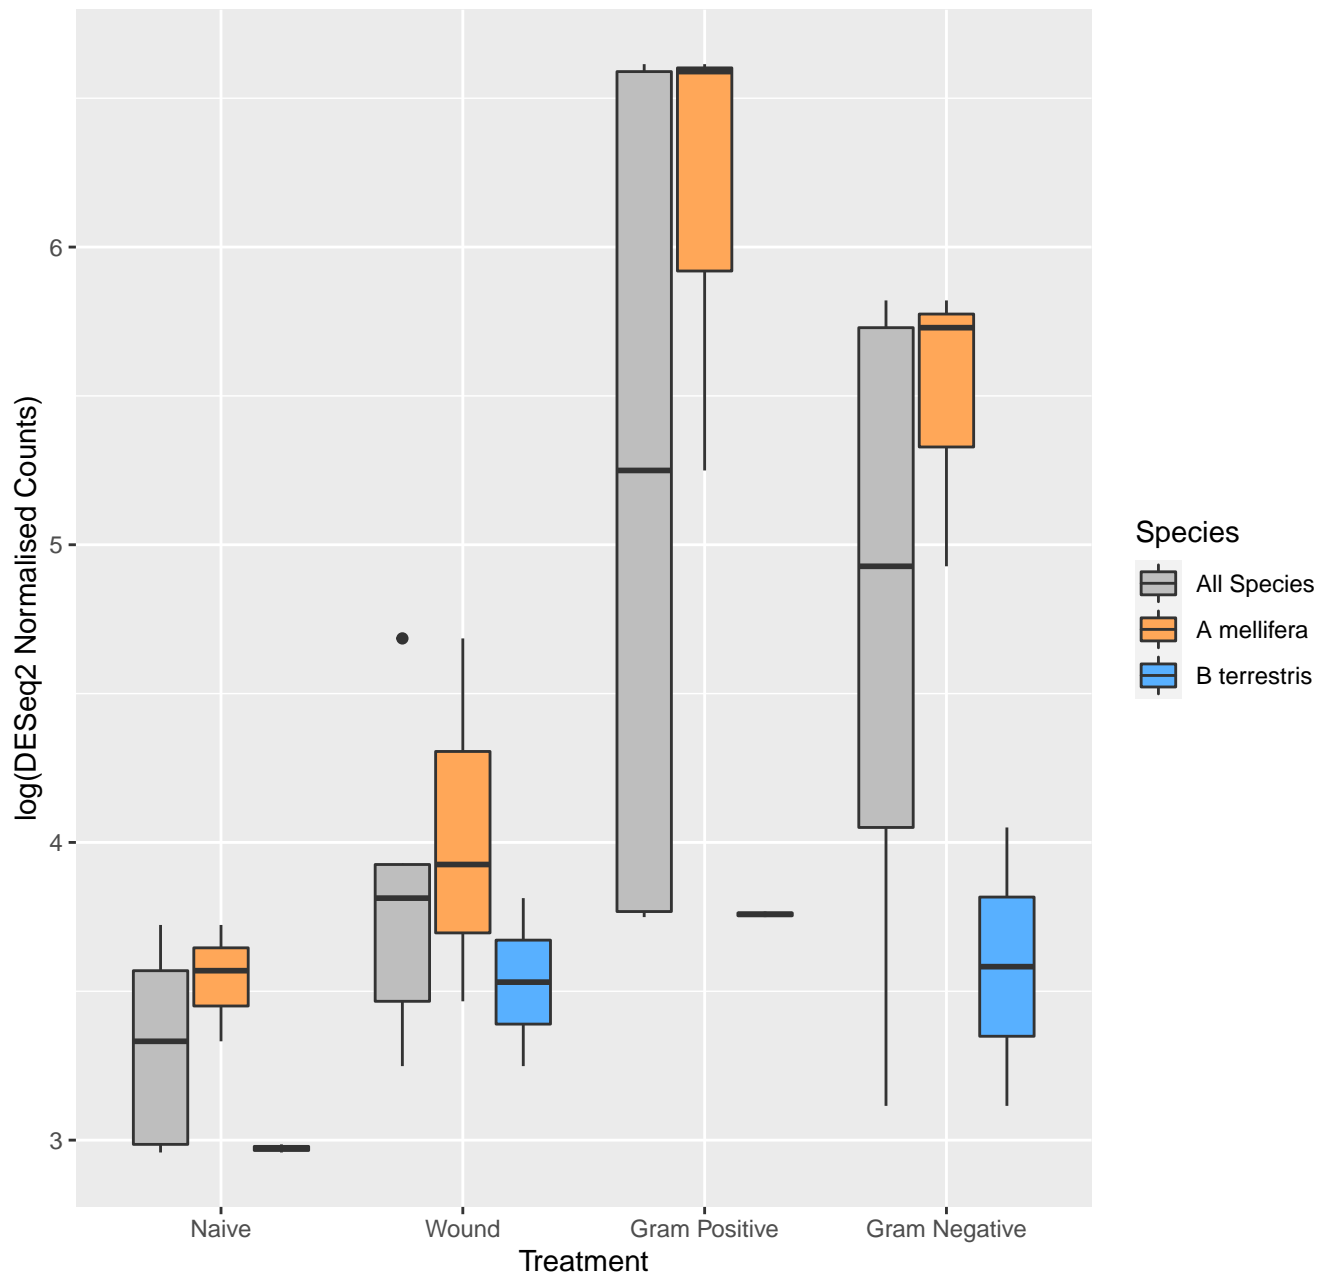 log(DESeq2 Normalised Counts)
6
5
4
3
Naive
Wound
Gram Positive
Gram Negative
Treatment
Species
All Species
A mellifera
B terrestris